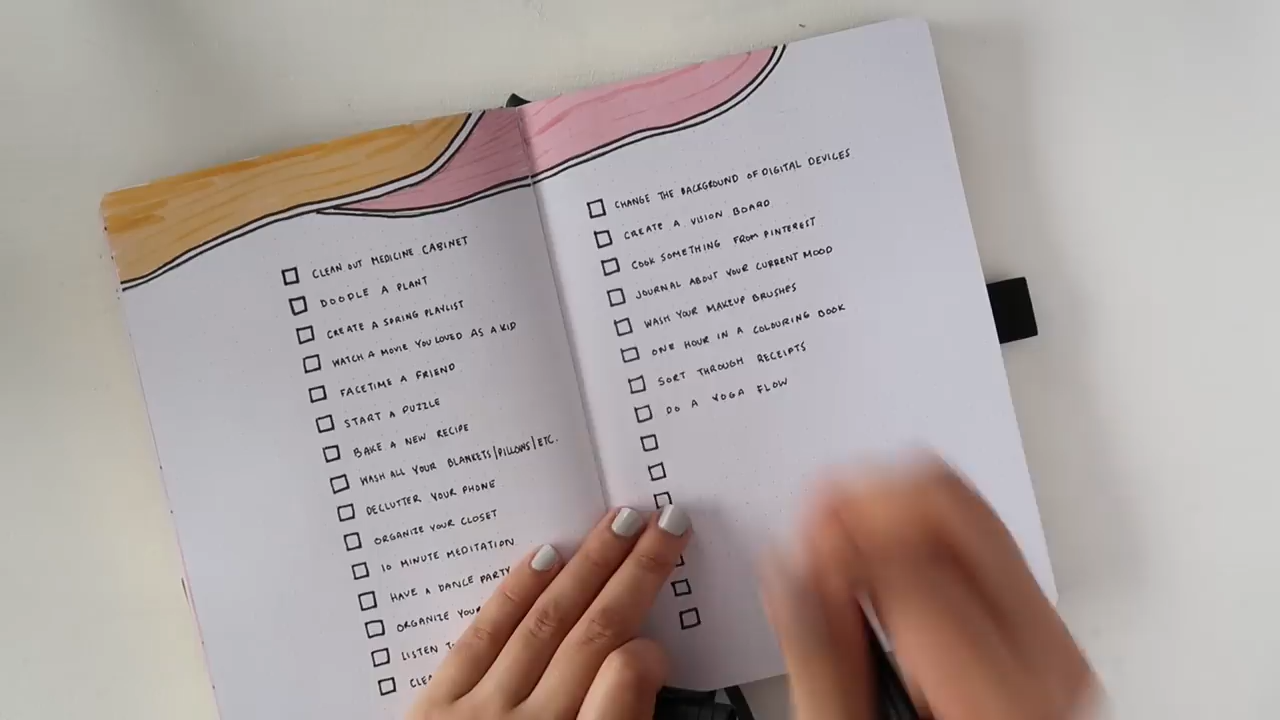 CLEAN OUT MEDICINE CABINET
DOODLE A PLANT
CREATE A SPRING PLAYLIST
WATCH A MOVIE YOU LOVED AS A KID
FACETIME A FRIEND
START A PUZZLE
BAKE A NEW RECIPE
WASH ALL YOUR BLANKETS/PILLOWS/ETC.
DECLUTTER YOUR PHONE
ORGANIZE YOUR CLOSET
10 MINUTE MEDITATION
HAVE A DANCE PARTY
ORGANIZE YOUR
LISTEN
CHANGE THE BACKGROUND OF DIGITAL DEVICES
CREATE A VISION BOARD
COOK SOMETHING FROM PINTEREST
JOURNAL ABOUT YOUR CURRENT MOOD
WASH YOUR MAKEUP BRUSHES
ONE HOUR IN A COLOURING BOOK
SORT THROUGH RECEIPTS
DO A YOGA FLOW